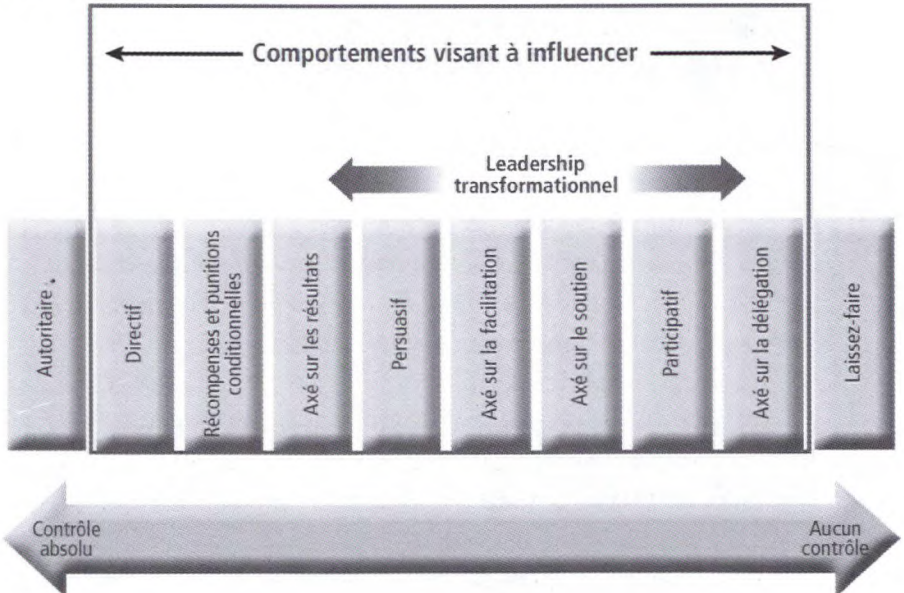 Comportements visant à influencer
Leadership
transformationnel
Autoritaire
Directif
Récompenses et punitions
conditionnelles
Axé sur les résultats
Persuasif
Axé sur la facilitation
Axé sur le soutien
Participatif
Axé sur la délégation
Laissez-faire
Contrôle
absolu
Aucun
contrôle